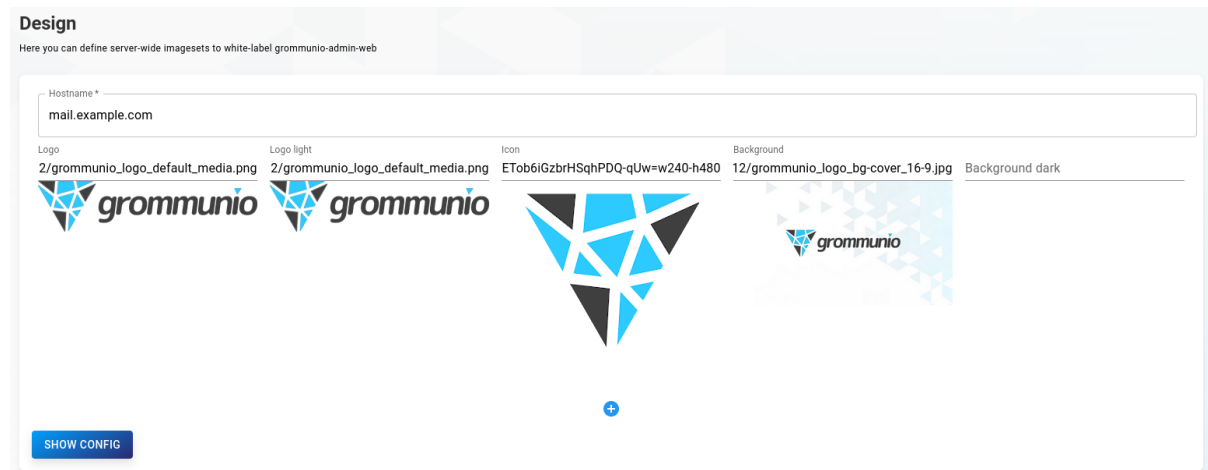 Design
Here you can define server-wide imagesets to white-label grommunio-admin-web
Hostname *
mail.example.com
Logo
2/grommunio_logo_default_media.png
grommunio
Logo light
2/grommunio_logo_default_media.png
grommunio
Icon
ETob6iGzbrHSqhPDQ-qUw=w240-h480
Background
12/grommunio_logo_bg-cover_16-9.jpg
grommunio
Background dark
SHOW CONFIG